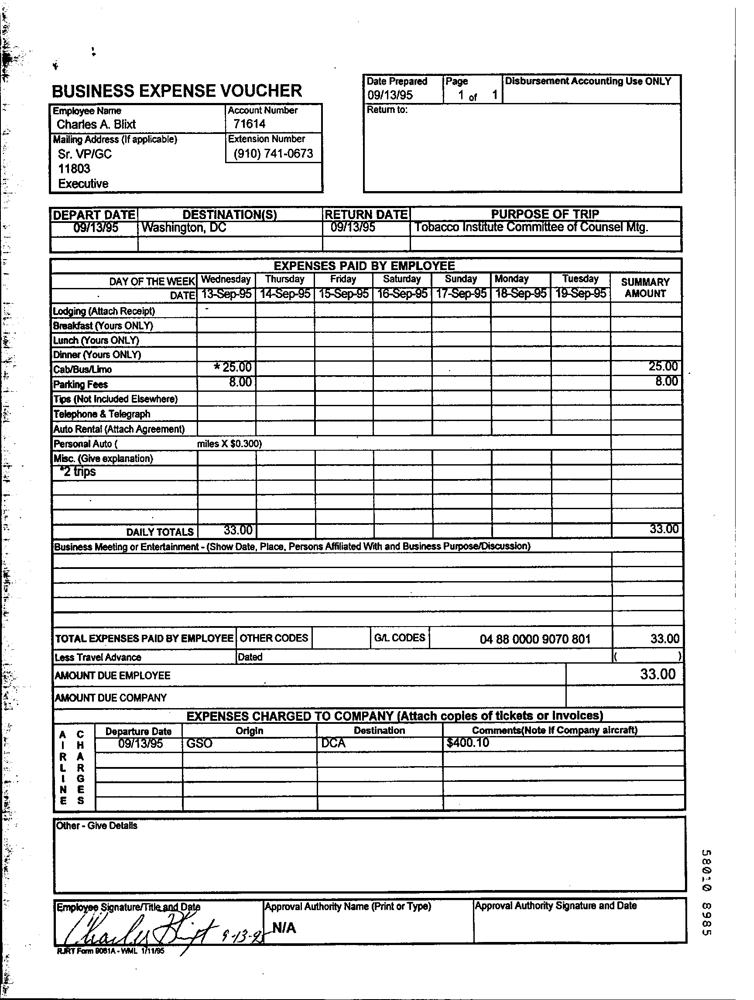 BUSINESS EXPENSE VOUCHER
Date Prepared Page Disbursement Accounting Use ONLY
09/13/95 1 of 1
Employee Name Account Number Return to:
Charles A. Blixt 71614
Mailing Address (If applicable) Extension Number
Sr. VP/GC (910) 741-0673
11803
Executive
DEPART DATE DESTINATION(S) RETURN DATE PURPOSE OF TRIP
09/13/95 Washington, DC 09/13/95 Tobacco Institute Committee of Counsel Mtg.
EXPENSES PAID BY EMPLOYEE
DAY OF THE WEEK Wednesday Thursday Friday Saturday Sunday Monday Tuesday SUMMARY
DATE 13-Sep-95 14-Sep-95 15-Sep-95 16-Sep-95 17-Sep-95 18-Sep-95 19-Sep-95 AMOUNT
Lodging (Attach Receipt)
Breakfast (Yours ONLY)
Lunch (Yours ONLY)
Dinner (Yours ONLY)
Cab/Bus/Limo * 25.00 25.00
Parking Fees 8.00 8.00
Tips (Not Included Elsewhere)
Telephone & Telegraph
Auto Rental (Attach Agreement)
Personal Auto ( miles X $0.300)
Misc. (Give explanation)
*2 trips
DAILY TOTALS 33.00 33.00
Business Meeting or Entertainment - (Show Date, Place, Persons Affiliated With and Business Purpose/Discussion)
TOTAL EXPENSES PAID BY EMPLOYEE OTHER CODES G/L CODES 04 88 0000 9070 801 33.00
Less Travel Advance Dated ( )
AMOUNT DUE EMPLOYEE 33.00
AMOUNT DUE COMPANY
EXPENSES CHARGED TO COMPANY (Attach copies of tickets or invoices)
AIRLINE CHARGES
Departure Date Origin Destination Comments(Note If Company aircraft)
09/13/95 GSO DCA $400.10
Other - Give Details
Employee Signature/Title and Date Approval Authority Name (Print or Type) Approval Authority Signature and Date
Charles Blixt 9-13-95 N/A
RJRT Form 9061A - WML 1/11/95
58010 8985